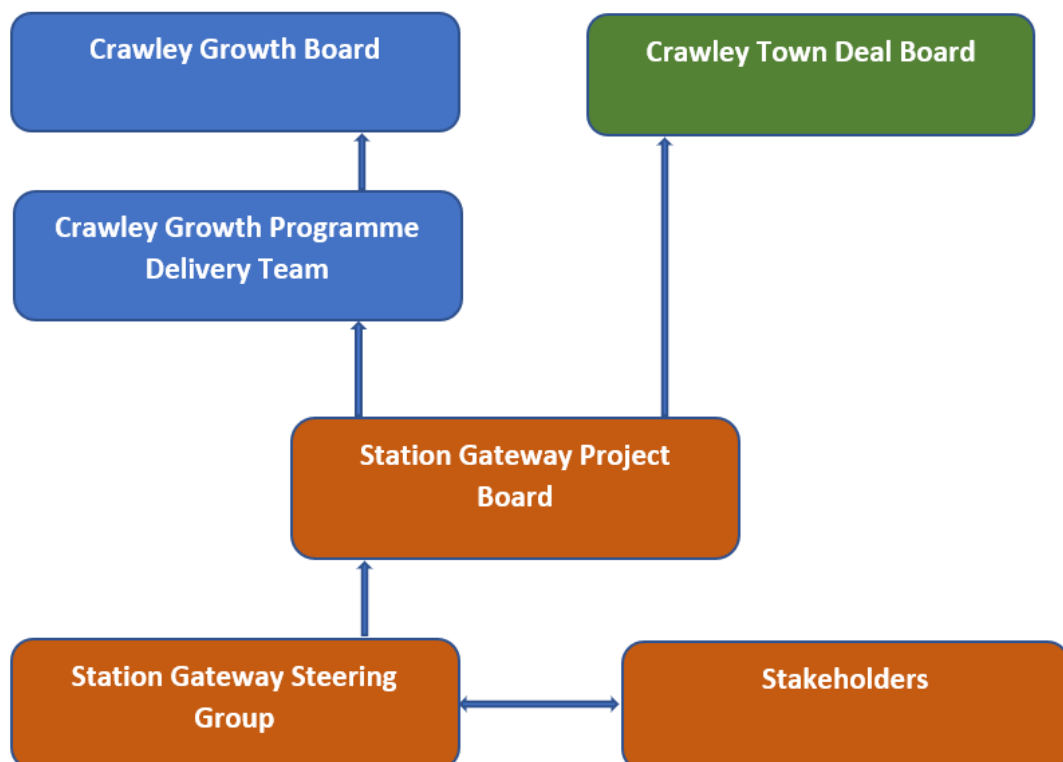 Crawley Growth Board
Crawley Town Deal Board
Crawley Growth Programme
Delivery Team
Station Gateway Project
Board
Station Gateway Steering
Group
Stakeholders